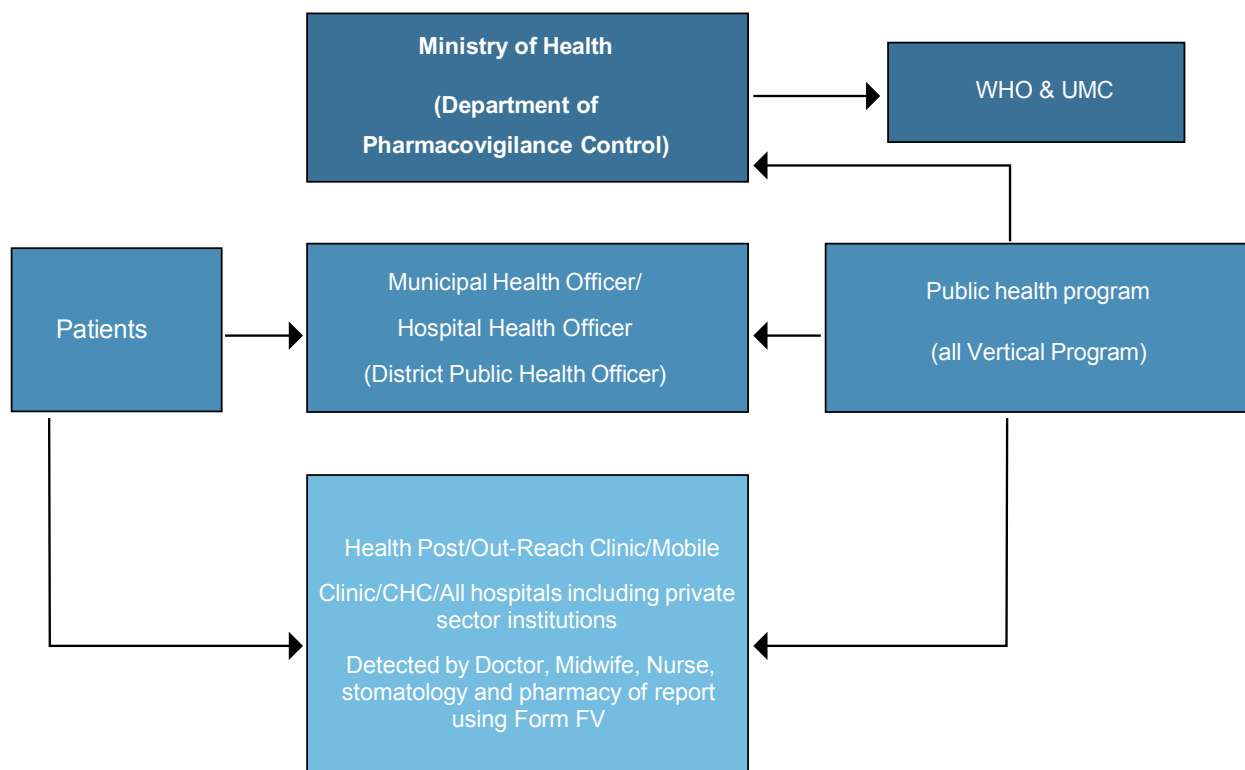 Ministry of Health
(Department of
Pharmacovigilance Control)
WHO & UMC
Patients
Municipal Health Officer/
Hospital Health Officer
(District Public Health Officer)
Public health program
(all Vertical Program)
Health Post/Out-Reach Clinic/Mobile
Clinic/CHC/All hospitals including private
sector institutions
Detected by Doctor, Midwife, Nurse,
stomatology and pharmacy of report
using Form FV